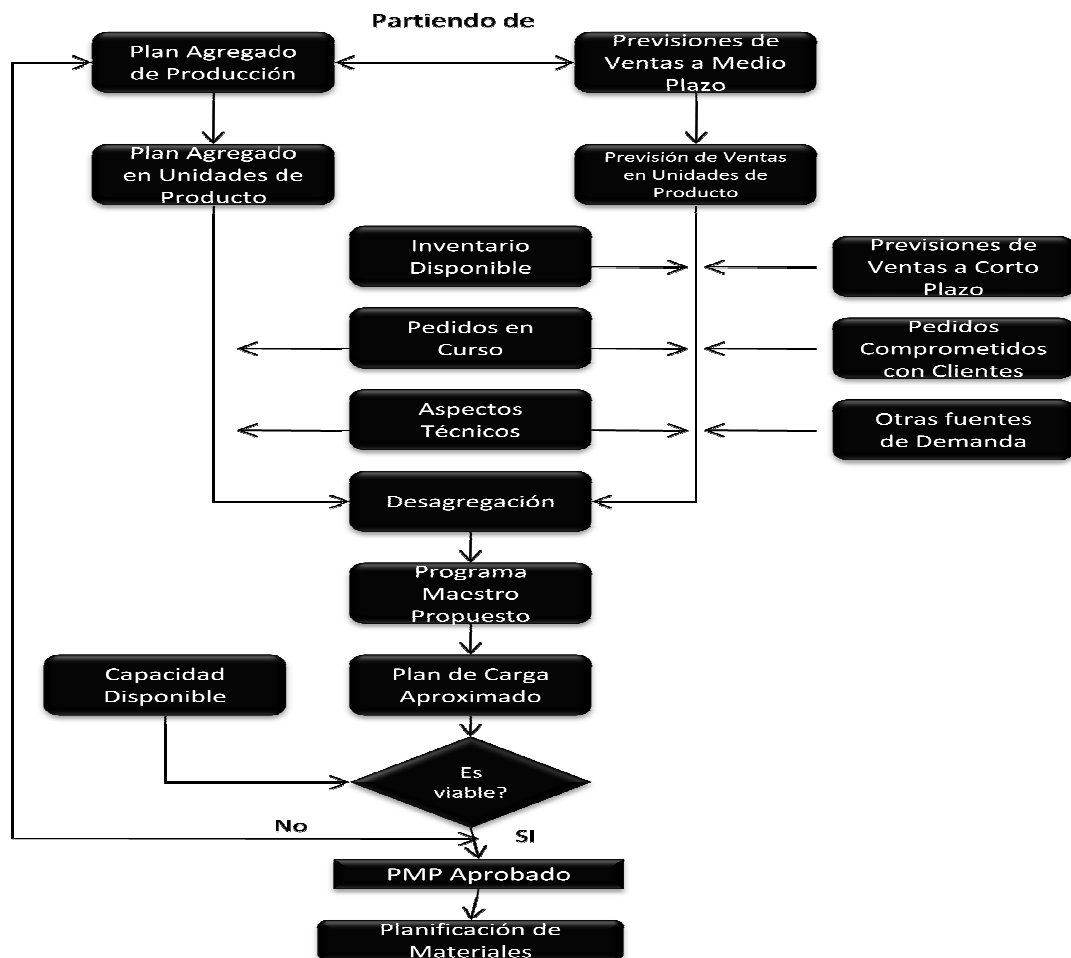 Partiendo de
Plan Agregado
de Producción
Previsiones de
Ventas a Medio
Plazo
Plan Agregado
en Unidades de
Producto
Previsión de Ventas
en Unidades de
Producto
Inventario
Disponible
Previsiones de
Ventas a Corto
Plazo
Pedidos en
Curso
Pedidos
Comprometidos
con Clientes
Aspectos
Técnicos
Otras fuentes
de Demanda
Desagregación
Programa
Maestro
Propuesto
Capacidad
Disponible
Plan de Carga
Aproximado
Es
viable?
No
SI
PMP Aprobado
Planificación de
Materiales